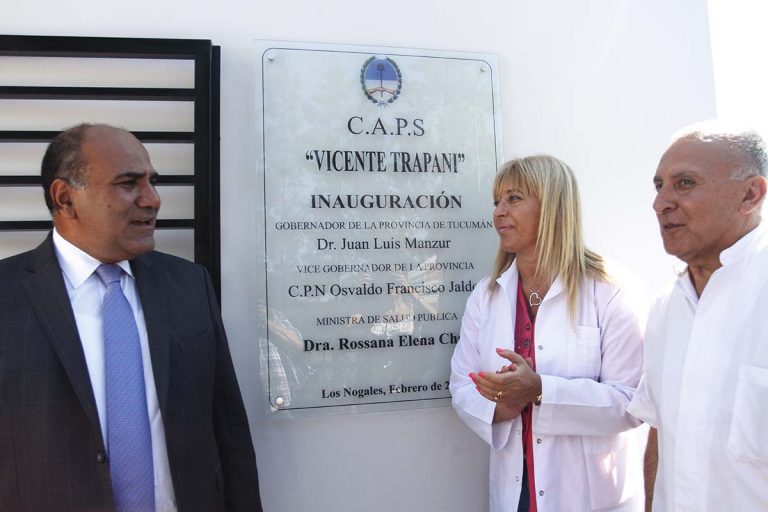 C.A.P.S
“VICENTE TRAPANI”
INAUGURACIÓN
GOBERNADOR DE LA PROVINCIA DE TUCUMÁN
Dr. Juan Luis Manzur
VICE GOBERNADOR DE LA PROVINCIA
C.P.N Osvaldo Francisco Jaldo
MINISTRA DE SALUD PUBLICA
Dra. Rossana Elena
Los Nogales, Febrero de